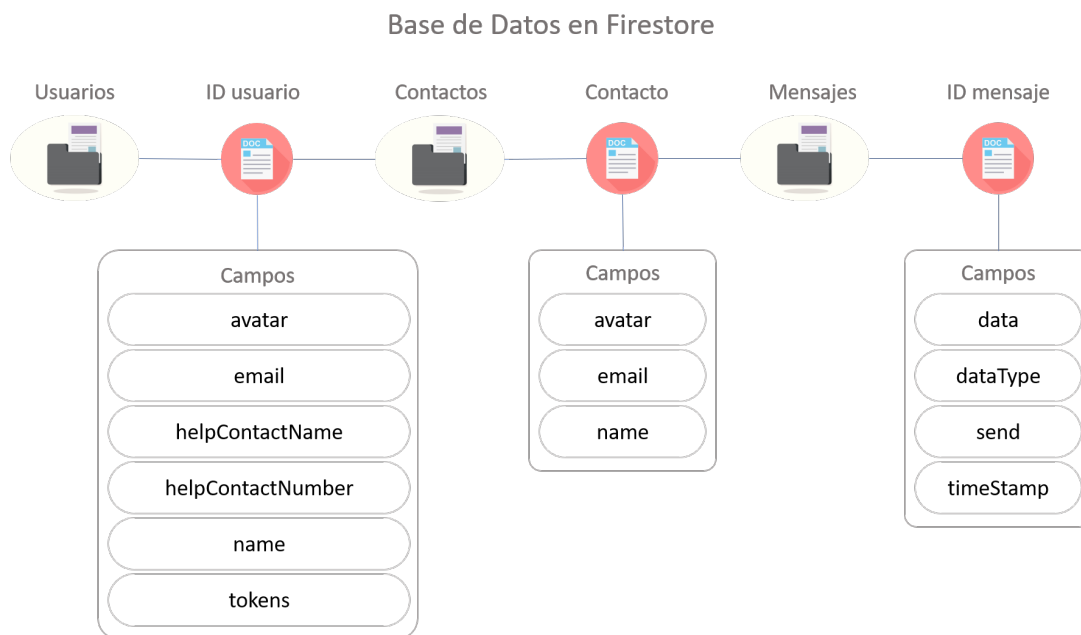 Base de Datos en Firestore
Usuarios
ID usuario
Contactos
Contacto
Mensajes
ID mensaje
DOC
DOC
DOC
Campos
avatar
email
helpContactName
helpContactNumber
name
tokens
Campos
avatar
email
name
Campos
data
dataType
send
timeStamp